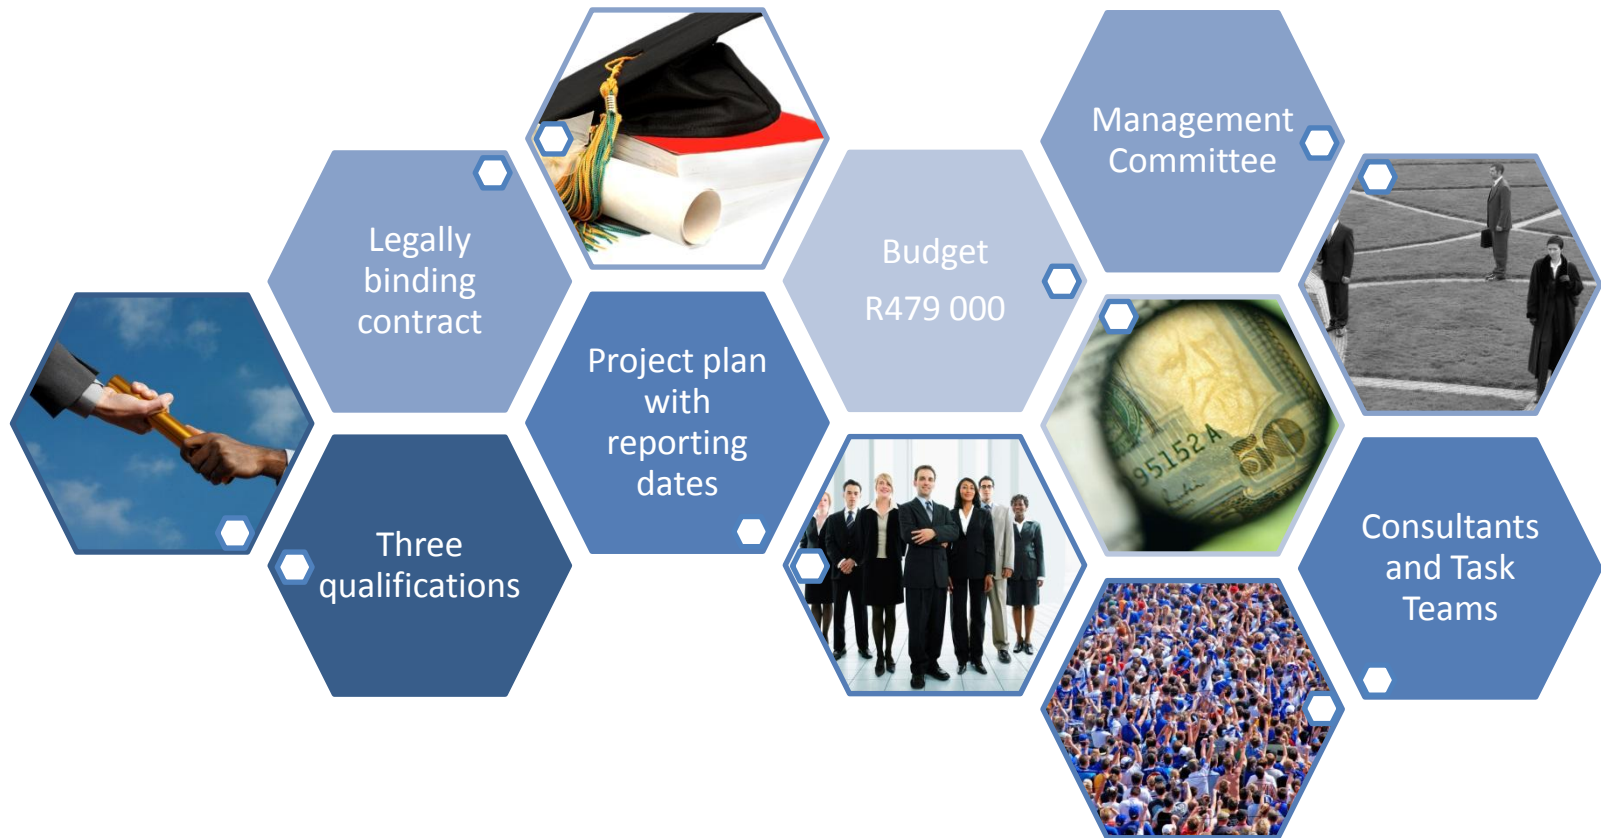 Legally
binding
contract
Three
qualifications
Project plan
with
reporting
dates
Budget
R479 000
Management
Committee
95152 A
50
Consultants
and Task
Teams